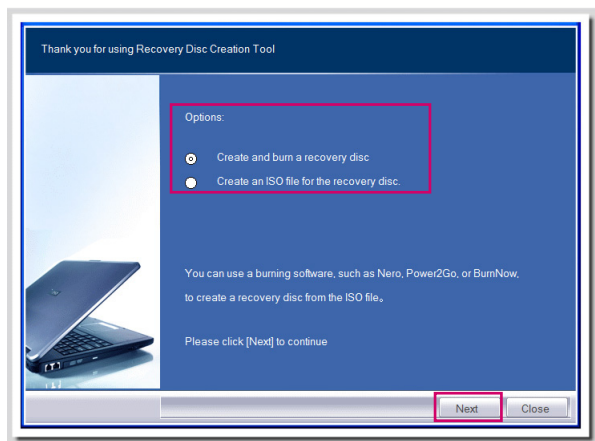 Thank you for using Recovery Disc Creation Tool
Options:
Create and burn a recovery disc
Create an ISO file for the recovery disc.
You can use a burning software, such as Nero, Power2Go, or BurnNow,
to create a recovery disc from the ISO file。
Please click [Next] to continue
Next
Close